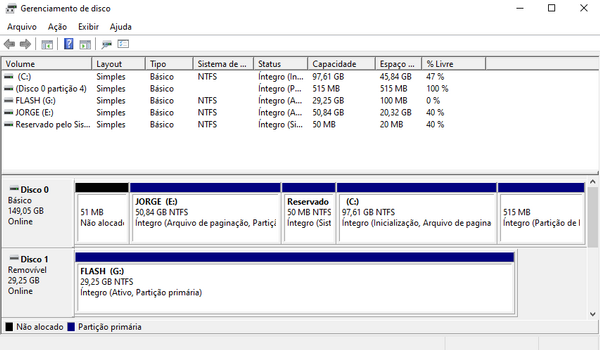 Gerenciamento de disco
Arquivo Ação Exibir Ajuda
Volume Layout Tipo Sistema de ... Status Capacidade Espaço ... % Livre
(C:) Simples Básico NTFS Íntegro (In... 97,61 GB 45,84 GB 47 %
(Disco 0 partição 4) Simples Básico Íntegro (P... 515 MB 515 MB 100 %
FLASH (G:) Simples Básico NTFS Íntegro (A... 29,25 GB 100 MB 0 %
JORGE (E:) Simples Básico NTFS Íntegro (A... 50,84 GB 20,32 GB 40 %
Reservado pelo Sis... Simples Básico NTFS Íntegro (Si... 50 MB 20 MB 40 %
Disco 0
Básico
149,05 GB
Online
51 MB
Não alocado
JORGE (E:)
50,84 GB NTFS
Íntegro (Arquivo de paginação, Partiçã
Reservado
50 MB NTFS
Íntegro (Sist
(C:)
97,61 GB NTFS
Íntegro (Inicialização, Arquivo de pagina
515 MB
Íntegro (Partição de
Disco 1
Removível
29,25 GB
Online
FLASH (G:)
29,25 GB NTFS
Íntegro (Ativo, Partição primária)
Não alocado Partição primária